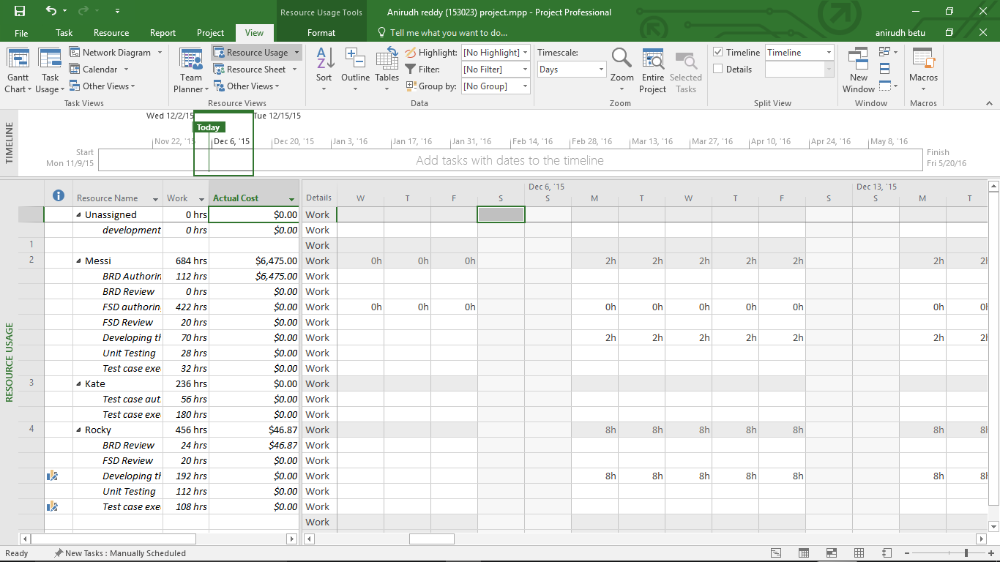 Resource Usage Tools
Anirudh reddy (153023) project.mpp - Project Professional
File Task Resource Report Project View Format Tell me what you want to do... anirudh betu
Gantt Chart
Task Usage
Network Diagram
Calendar
Other Views
Task Views
Team Planner
Resource Usage
Resource Sheet
Other Views
Resource Views
Sort
Outline
Tables
Highlight: [No Highlight]
Filter: [No Filter]
Group by: [No Group]
Data
Timescale:
Days
Zoom
Entire Project
Selected Tasks
Zoom
Timeline Timeline
Details
Split View
New Window
Window
Macros
Macros
TIMELINE
Wed 12/2/15 Tue 12/15/15
Today
Nov 22, '15 Dec 6, '15 Dec 20, '15 Jan 3, '16 Jan 17, '16 Jan 31, '16 Feb 14, '16 Feb 28, '16 Mar 13, '16 Mar 27, '16 Apr 10, '16 Apr 24, '16 May 8, '16
Start
Mon 11/9/15
Add tasks with dates to the timeline
Finish
Fri 5/20/16
RESOURCE USAGE
Dec 6, '15 Dec 13, '15
Resource Name Work Actual Cost Details W T F S S M T W T F S S M T
Unassigned 0 hrs $0.00 Work
development 0 hrs $0.00 Work
1 Work
2 Messi 684 hrs $6,475.00 Work 0h 0h 0h 2h 2h 2h 2h 2h 2h 2h
BRD Authorin 112 hrs $6,475.00 Work
BRD Review 0 hrs $0.00 Work
FSD authorin 422 hrs $0.00 Work 0h 0h 0h 0h 0h 0h 0h 0h 0h 0h
FSD Review 20 hrs $0.00 Work
Developing th 70 hrs $0.00 Work 2h 2h 2h 2h 2h 2h 2h
Unit Testing 28 hrs $0.00 Work
Test case exe 32 hrs $0.00 Work
3 Kate 236 hrs $0.00 Work
Test case aut 56 hrs $0.00 Work
Test case exe 180 hrs $0.00 Work
4 Rocky 456 hrs $46.87 Work 8h 8h 8h 8h 8h 8h 8h
BRD Review 24 hrs $46.87 Work
FSD Review 20 hrs $0.00 Work
Developing th 192 hrs $0.00 Work 8h 8h 8h 8h 8h 8h 8h
Unit Testing 112 hrs $0.00 Work
Test case exe 108 hrs $0.00 Work
Work
Ready New Tasks : Manually Scheduled